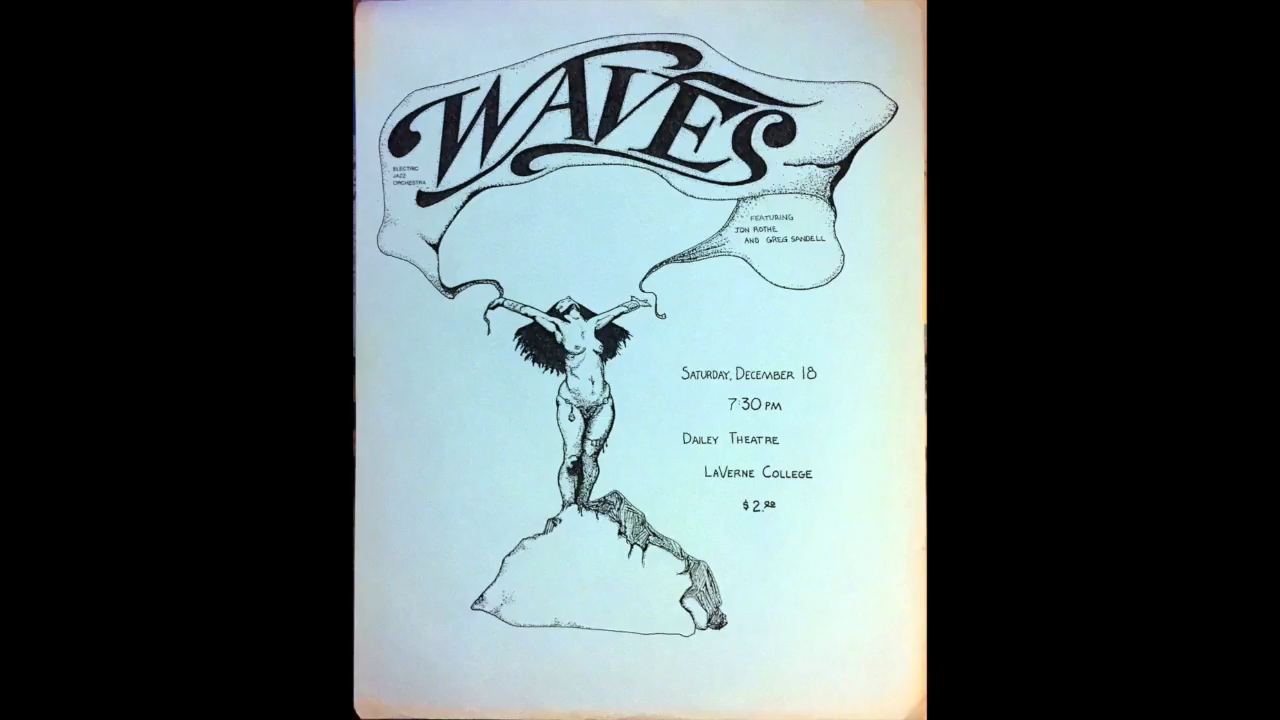 WAVES
ELECTRIC
JAZZ
ORCHESTRA
FEATURING
JON ROTHE
AND GREG SANDELL
SATURDAY, DECEMBER 18
7:30 PM
DAILEY THEATRE
LAVERNE COLLEGE
$2.00